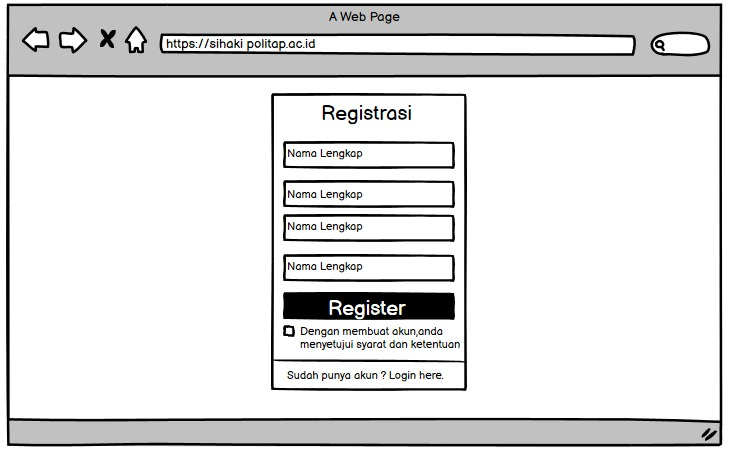 A Web Page
https://sihaki politap.ac.id
Registrasi
Nama Lengkap
Nama Lengkap
Nama Lengkap
Nama Lengkap
Register
Dengan membuat akun,anda
menyetujui syarat dan ketentuan
Sudah punya akun ? Login here.